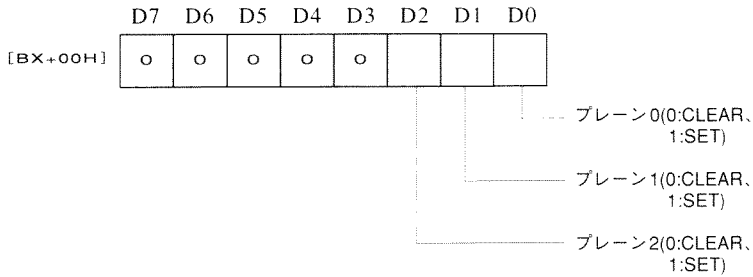 D7 D6 D5 D4 D3 D2 D1 D0
[BX+00H] 0 0 0 0 0
プレーン0(0:CLEAR、
1:SET)
プレーン1(0:CLEAR、
1:SET)
プレーン2(0:CLEAR、
1:SET)